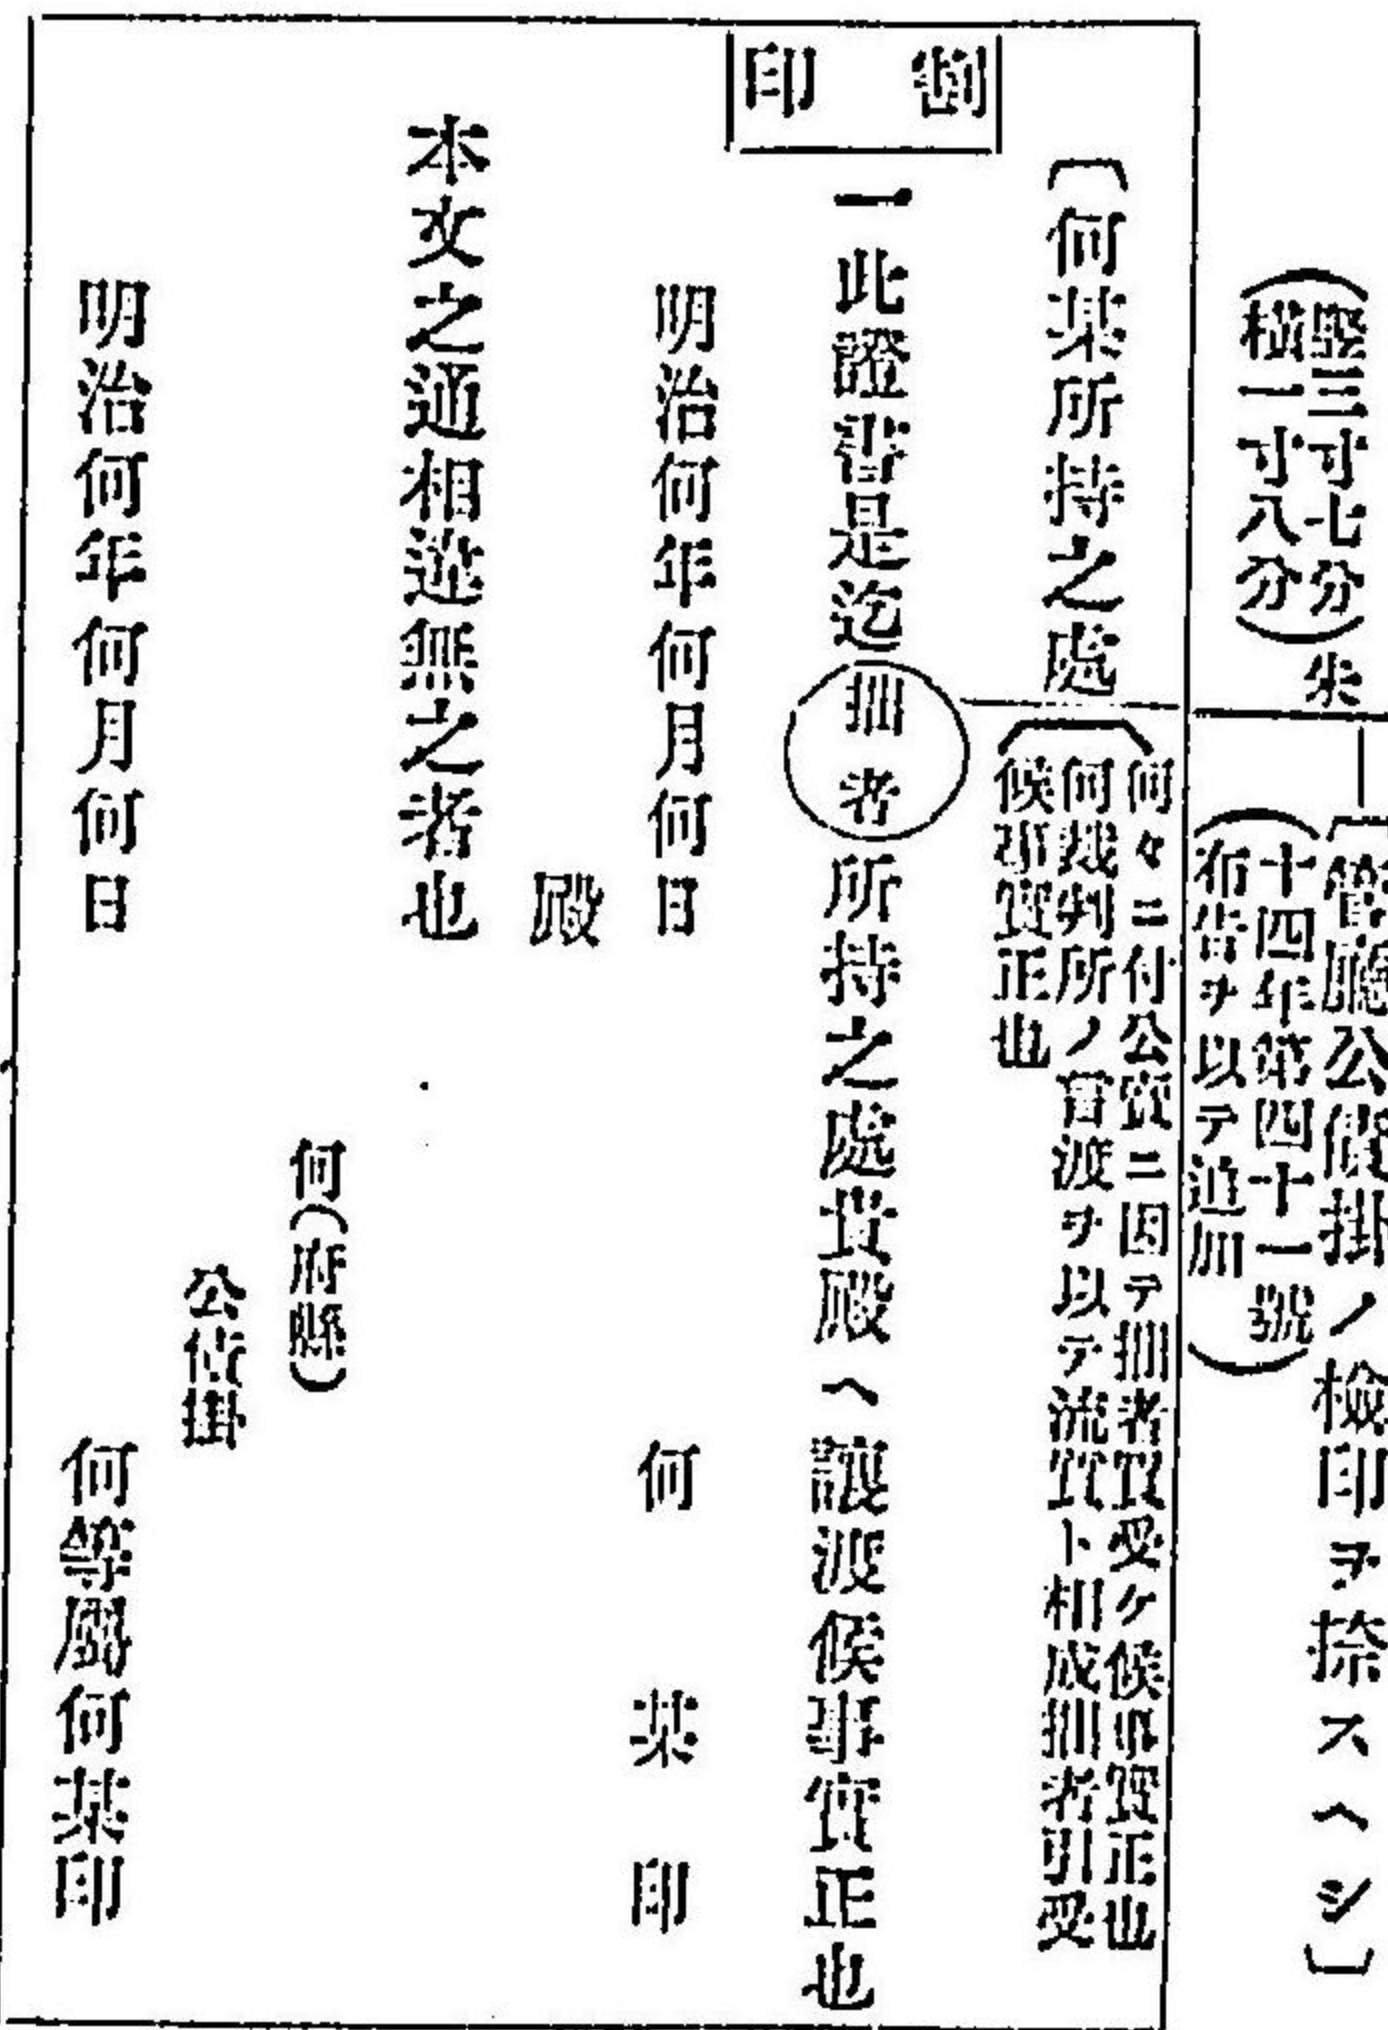 (竪三寸七分
横一寸八分)朱
〔管廳公債掛ノ檢印ヲ捺スヘシ〕
(十四年第四十一號
布告ヲ以テ追加)
割印
〔何某所持之處
〔何々ニ付公賣ニ因テ拙者買受ケ候事實正也
何裁判所ノ言渡ヲ以テ流質ト相成拙者引受
候事實正也
一此證書是迄拙者所持之處貴殿ヘ讓渡候事實正也
明治何年何月何日
何某印
殿
本文之通相違無之者也
何(府縣)
公債掛
明治何年何月何日
何等屬何某印